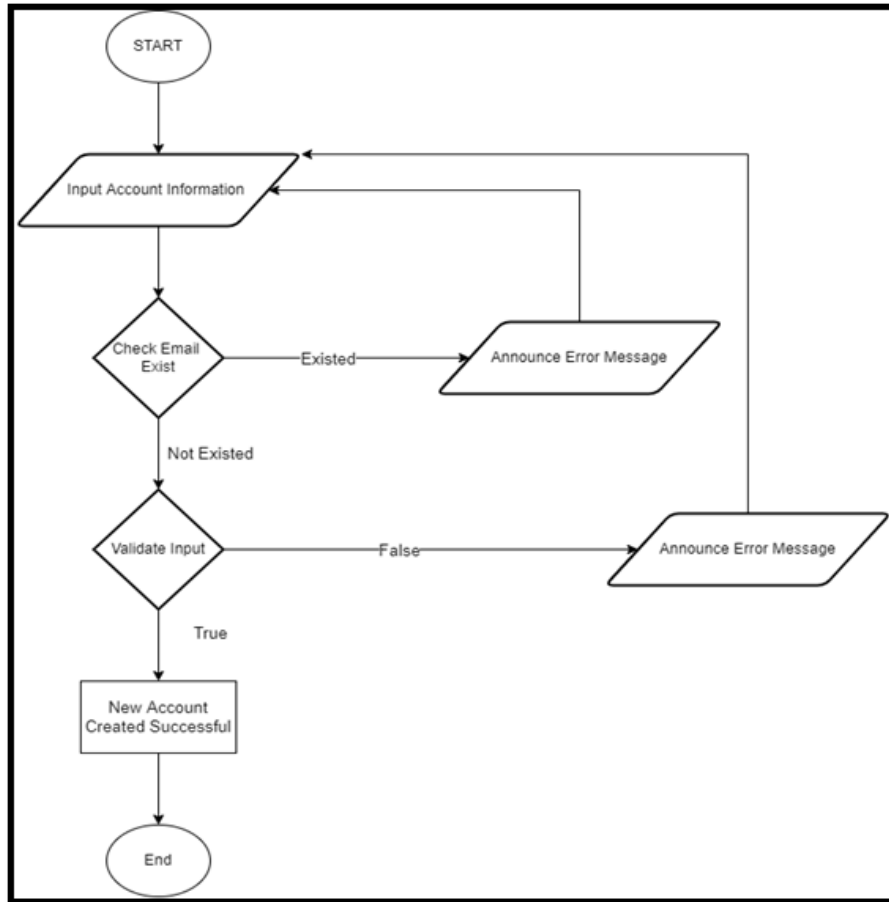 START
Input Account Information
Check Email
Exist
Existed
Announce Error Message
Not Existed
Validate Input
False
Announce Error Message
True
New Account
Created Successful
End